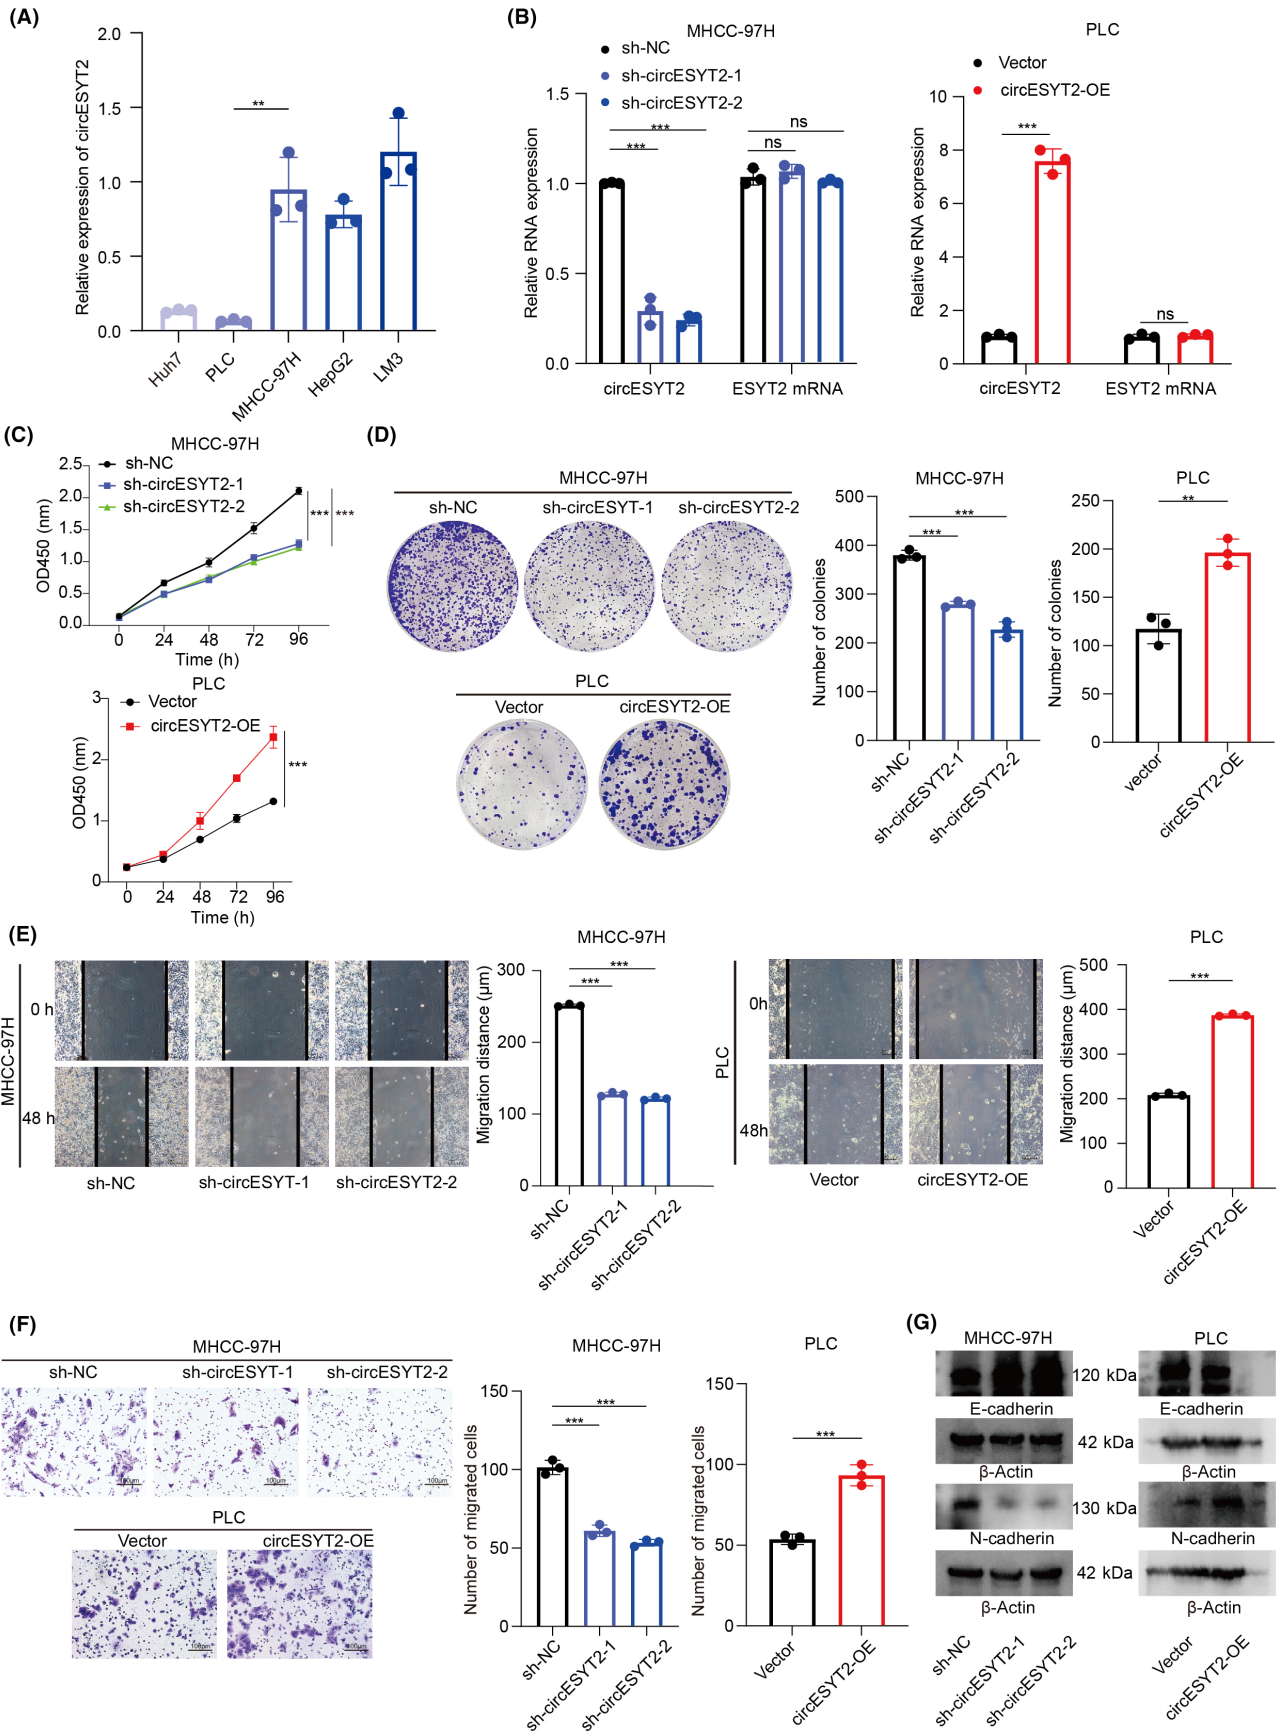 (A)
Relative expression of circESYT2
2.0
1.5
1.0
0.5
0.0
**
Huh7
PLC
MHCC-97H
HepG2
LM3
(B)
MHCC-97H
sh-NC
sh-circESYT2-1
sh-circESYT2-2
Relative RNA expression
1.5
1.0
0.5
0.0
***
***
ns
ns
circESYT2
ESYT2 mRNA
PLC
Vector
circESYT2-OE
Relative RNA expression
10
8
6
4
2
0
***
ns
circESYT2
ESYT2 mRNA
(C)
MHCC-97H
sh-NC
sh-circESYT2-1
sh-circESYT2-2
OD450 (nm)
2.5
2.0
1.5
1.0
0.5
0.0
*** ***
0 24 48 72 96
Time (h)
PLC
Vector
circESYT2-OE
OD450 (nm)
3
2
1
0
***
0 24 48 72 96
Time (h)
(D)
MHCC-97H
sh-NC sh-circESYT-1 sh-circESYT2-2
PLC
Vector circESYT2-OE
MHCC-97H
Number of colonies
500
400
300
200
100
0
***
***
sh-NC
sh-circESYT2-1
sh-circESYT2-2
PLC
Number of colonies
250
200
150
100
50
0
**
vector
circESYT2-OE
(E)
MHCC-97H
0 h
48 h
sh-NC sh-circESYT-1 sh-circESYT2-2
MHCC-97H
Migration distance (μm)
300
200
100
0
***
***
sh-NC
sh-circESYT2-1
sh-circESYT2-2
PLC
0h
48h
Vector circESYT2-OE
PLC
Migration distance (μm)
500
400
300
200
100
0
***
Vector
circESYT2-OE
(F)
MHCC-97H
sh-NC sh-circESYT-1 sh-circESYT2-2
100μm
100μm
PLC
Vector circESYT2-OE
100μm
MHCC-97H
Number of migrated cells
150
100
50
0
***
***
sh-NC
sh-circESYT2-1
sh-circESYT2-2
PLC
Number of migrated cells
150
100
50
0
***
Vector
circESYT2-OE
(G)
MHCC-97H PLC
120 kDa
E-cadherin E-cadherin
42 kDa
β-Actin β-Actin
130 kDa
N-cadherin N-cadherin
42 kDa
β-Actin β-Actin
sh-NC
sh-circESYT2-1
sh-circESYT2-2
Vector
circESYT2-OE